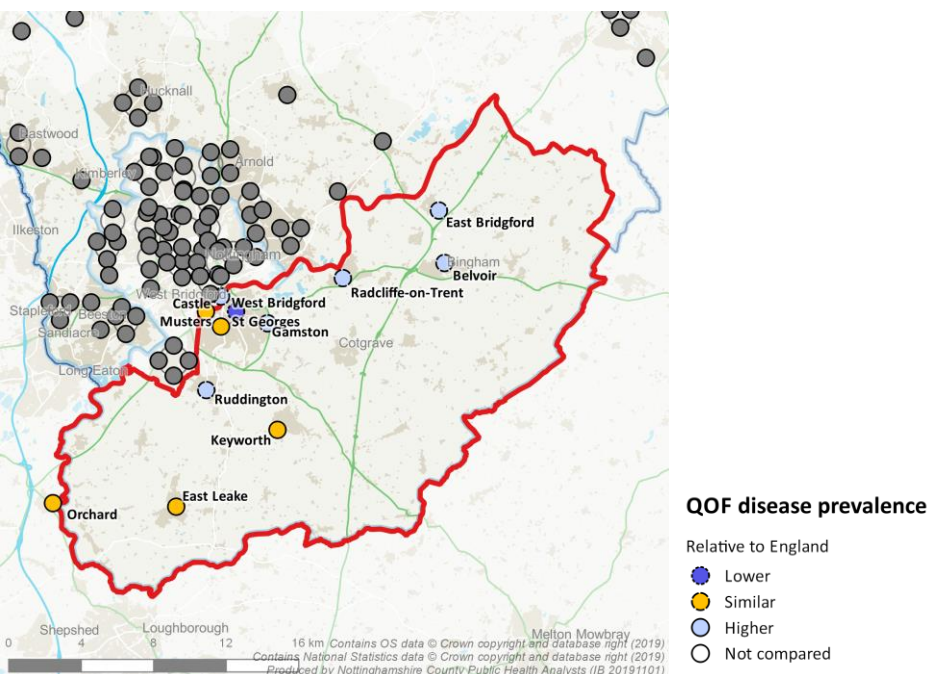 Hucknall
Eastwood
Arnold
Kimberley
Ilkeston
East Bridgford
Nottingham
Bingham
Belvoir
Radcliffe-on-Trent
West Bridgford
Castle
West Bridgford
Stapleford
Beeston
Musters
St Georges
Sandiacre
Gamston
Cotgrave
Long Eaton
Ruddington
Keyworth
East Leake
Orchard
QOF disease prevalence
Relative to England
Lower
Similar
Higher
Not compared
Shepshed
Loughborough
Melton Mowbray
0 4 8 12 16 km
Contains OS data © Crown copyright and database right (2019)
Contains National Statistics data © Crown copyright and database right (2019)
Produced by Nottinghamshire County Public Health Analysts (IB 20191101)